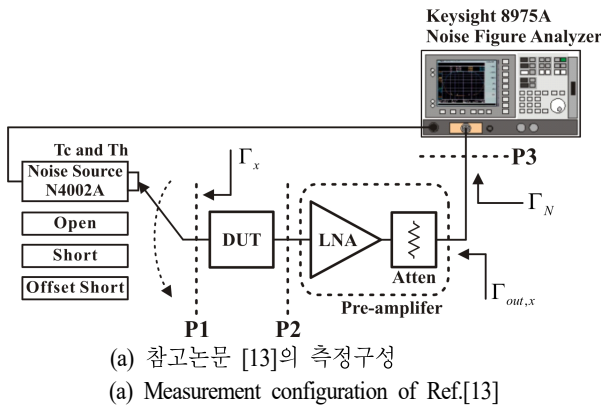 Keysight 8975A
Noise Figure Analyzer
Tc and Th
Noise Source
N4002A
Open
Short
Offset Short
Γx
DUT
LNA
Atten
Pre-amplifer
P1
P2
P3
ΓN
Γout,x
(a) 참고논문 [13]의 측정구성
(a) Measurement configuration of Ref.[13]